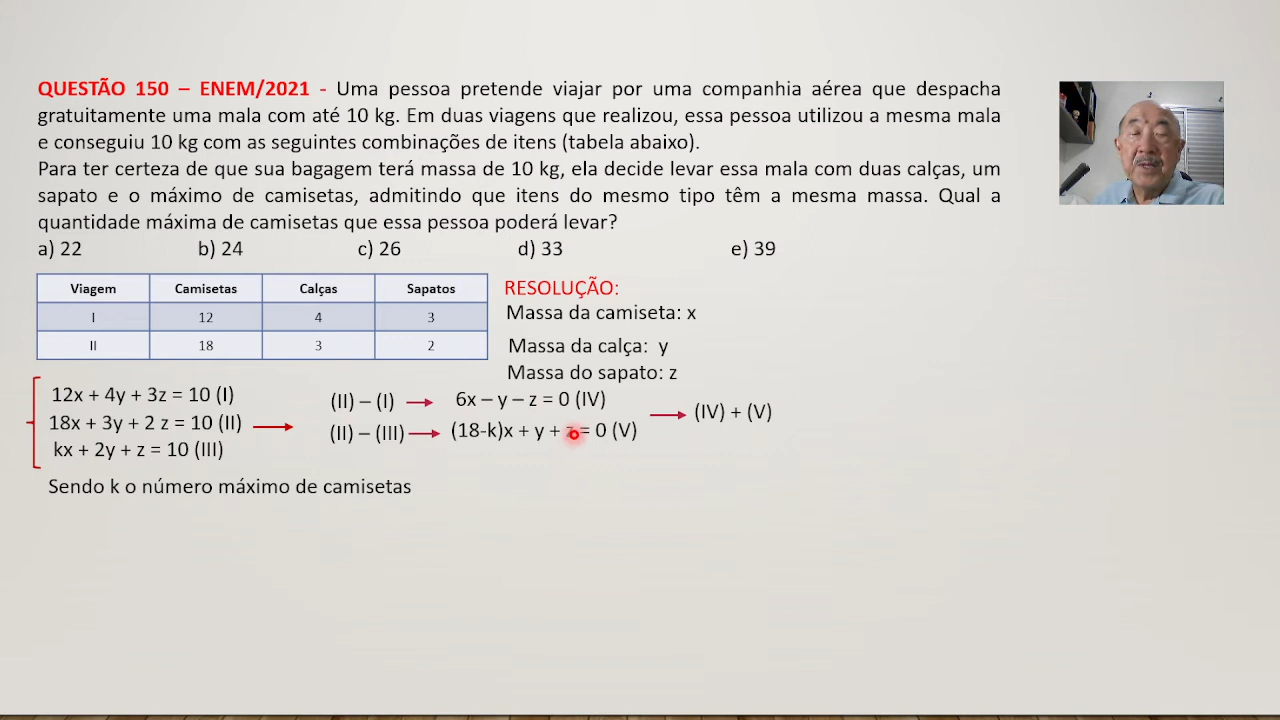 QUESTÃO 150 – ENEM/2021 - Uma pessoa pretende viajar por uma companhia aérea que despacha
gratuitamente uma mala com até 10 kg. Em duas viagens que realizou, essa pessoa utilizou a mesma mala
e conseguiu 10 kg com as seguintes combinações de itens (tabela abaixo).
Para ter certeza de que sua bagagem terá massa de 10 kg, ela decide levar essa mala com duas calças, um
sapato e o máximo de camisetas, admitindo que itens do mesmo tipo têm a mesma massa. Qual a
quantidade máxima de camisetas que essa pessoa poderá levar?
a) 22 b) 24 c) 26 d) 33 e) 39
Viagem Camisetas Calças Sapatos
I 12 4 3
II 18 3 2
RESOLUÇÃO:
Massa da camiseta: x
Massa da calça: y
Massa do sapato: z
12x + 4y + 3z = 10 (I)
18x + 3y + 2 z = 10 (II)
kx + 2y + z = 10 (III)
(II) – (I) 6x – y – z = 0 (IV)
(II) – (III) (18-k)x + y + z = 0 (V)
(IV) + (V)
Sendo k o número máximo de camisetas